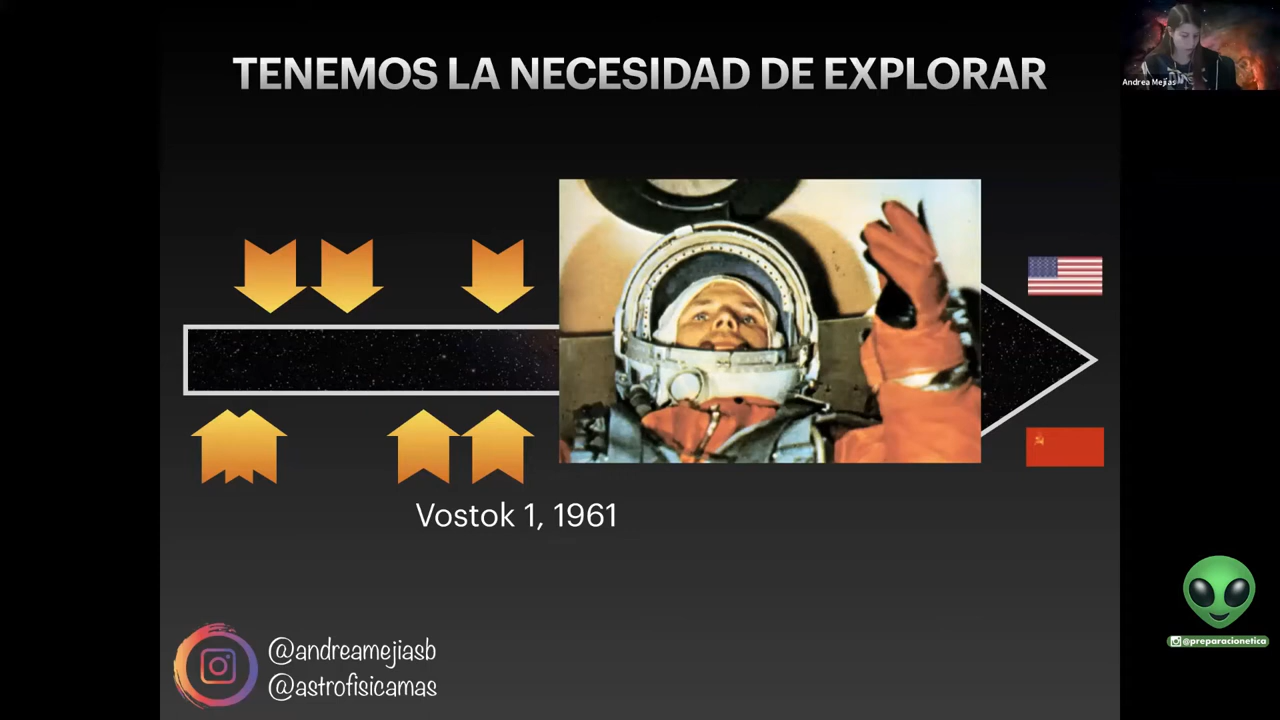 TENEMOS LA NECESIDAD DE EXPLORAR
Andrea Mejías
Vostok 1, 1961
@andreamejiasb
@astrofisicamas
@preparacionetica